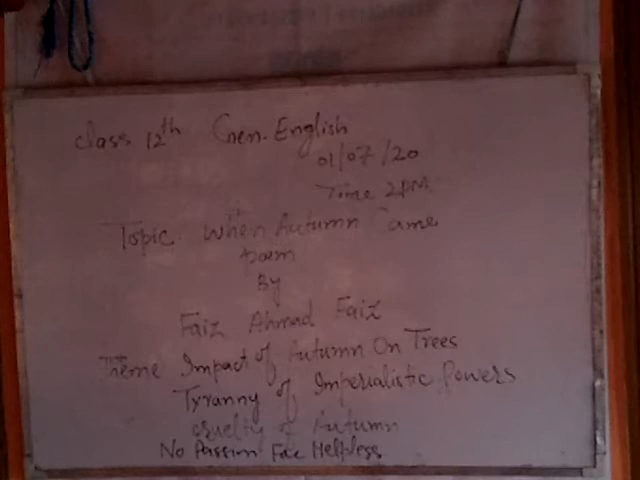 Class 12th Gen. English
01/07/20
Time 2PM
Topic When Autumn Came
poem
By
Faiz Ahmad Faiz
Theme Impact of Autumn On Trees
Tyranny of Imperialistic Powers
cruelty of Autumn
No Passion For Helpless